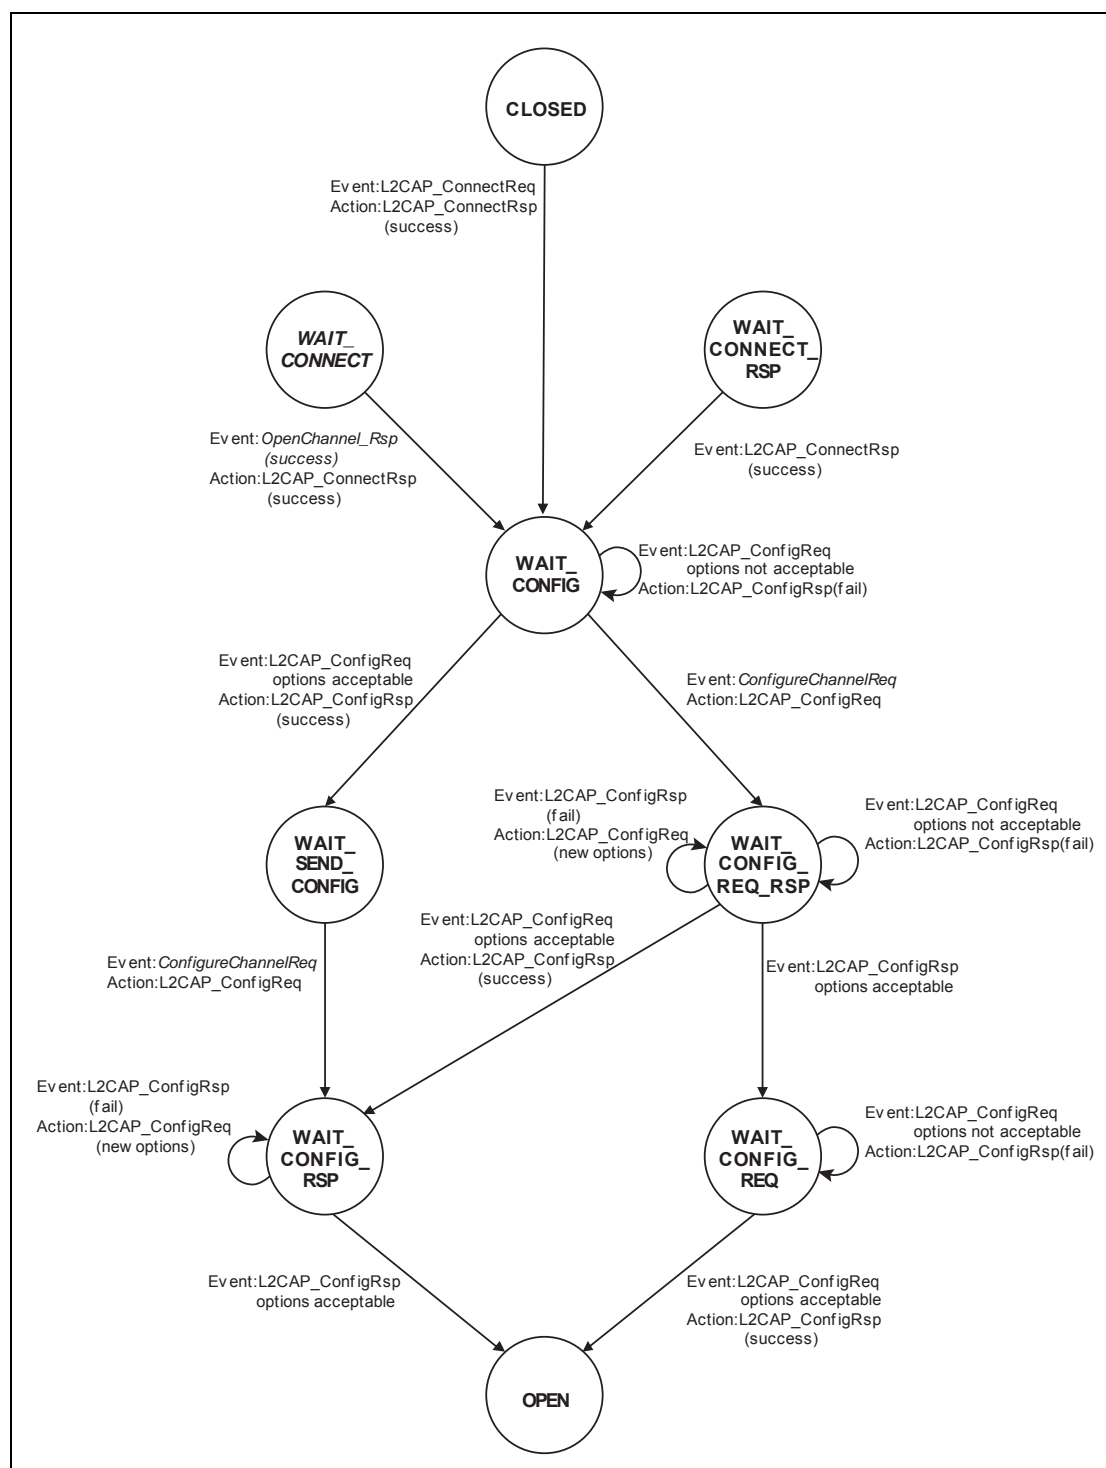 CLOSED
Event:L2CAP_ConnectReq
Action:L2CAP_ConnectRsp
(success)
WAIT_
CONNECT
WAIT_
CONNECT_
RSP
Event:OpenChannel_Rsp
(success)
Action:L2CAP_ConnectRsp
(success)
Event:L2CAP_ConnectRsp
(success)
WAIT_
CONFIG
Event:L2CAP_ConfigReq
options not acceptable
Action:L2CAP_ConfigRsp(fail)
Event:L2CAP_ConfigReq
options acceptable
Action:L2CAP_ConfigRsp
(success)
Event:ConfigureChannelReq
Action:L2CAP_ConfigReq
WAIT_
SEND_
CONFIG
Event:L2CAP_ConfigRsp
(fail)
Action:L2CAP_ConfigReq
(new options)
WAIT_
CONFIG_
REQ_RSP
Event:L2CAP_ConfigReq
options not acceptable
Action:L2CAP_ConfigRsp(fail)
Event:ConfigureChannelReq
Action:L2CAP_ConfigReq
Event:L2CAP_ConfigReq
options acceptable
Action:L2CAP_ConfigRsp
(success)
Event:L2CAP_ConfigRsp
options acceptable
Event:L2CAP_ConfigRsp
(fail)
Action:L2CAP_ConfigReq
(new options)
WAIT_
CONFIG_
RSP
WAIT_
CONFIG_
REQ
Event:L2CAP_ConfigReq
options not acceptable
Action:L2CAP_ConfigRsp(fail)
Event:L2CAP_ConfigRsp
options acceptable
Event:L2CAP_ConfigReq
options acceptable
Action:L2CAP_ConfigRsp
(success)
OPEN